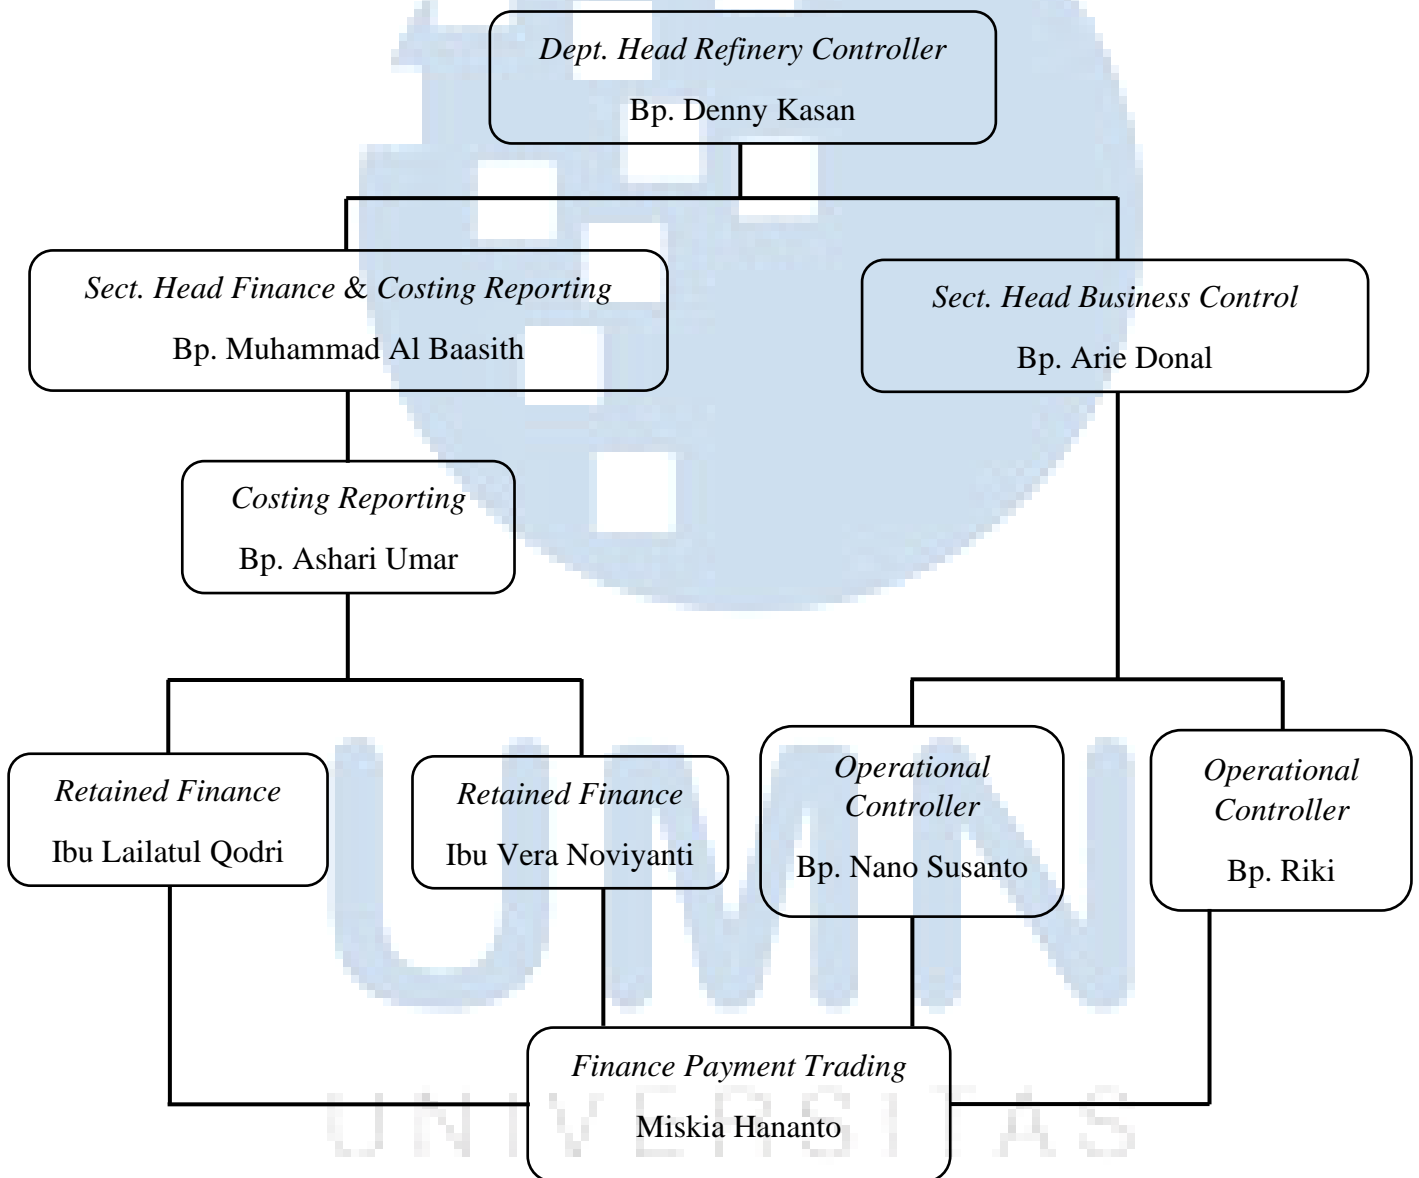 Dept. Head Refinery Controller
Bp. Denny Kasan
Sect. Head Finance & Costing Reporting
Bp. Muhammad Al Baasith
Sect. Head Business Control
Bp. Arie Donal
Costing Reporting
Bp. Ashari Umar
Retained Finance
Ibu Lailatul Qodri
Retained Finance
Ibu Vera Noviyanti
Operational
Controller
Bp. Nano Susanto
Operational
Controller
Bp. Riki
UMN
Finance Payment Trading
Miskia Hananto
UNIVERSITAS